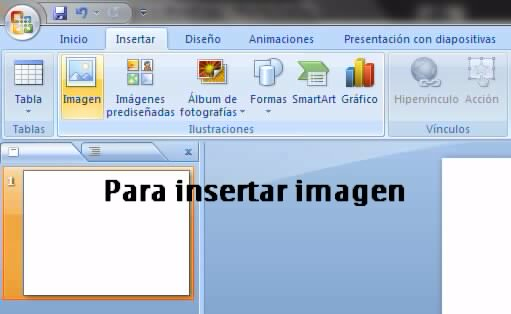 Inicio Insertar Diseño Animaciones Presentación con diapositivas
Tabla Imagen Imágenes prediseñadas Álbum de fotografías Formas SmartArt Gráfico Hipervínculo Acción
Tablas Ilustraciones Vínculos
1
Para insertar imagen